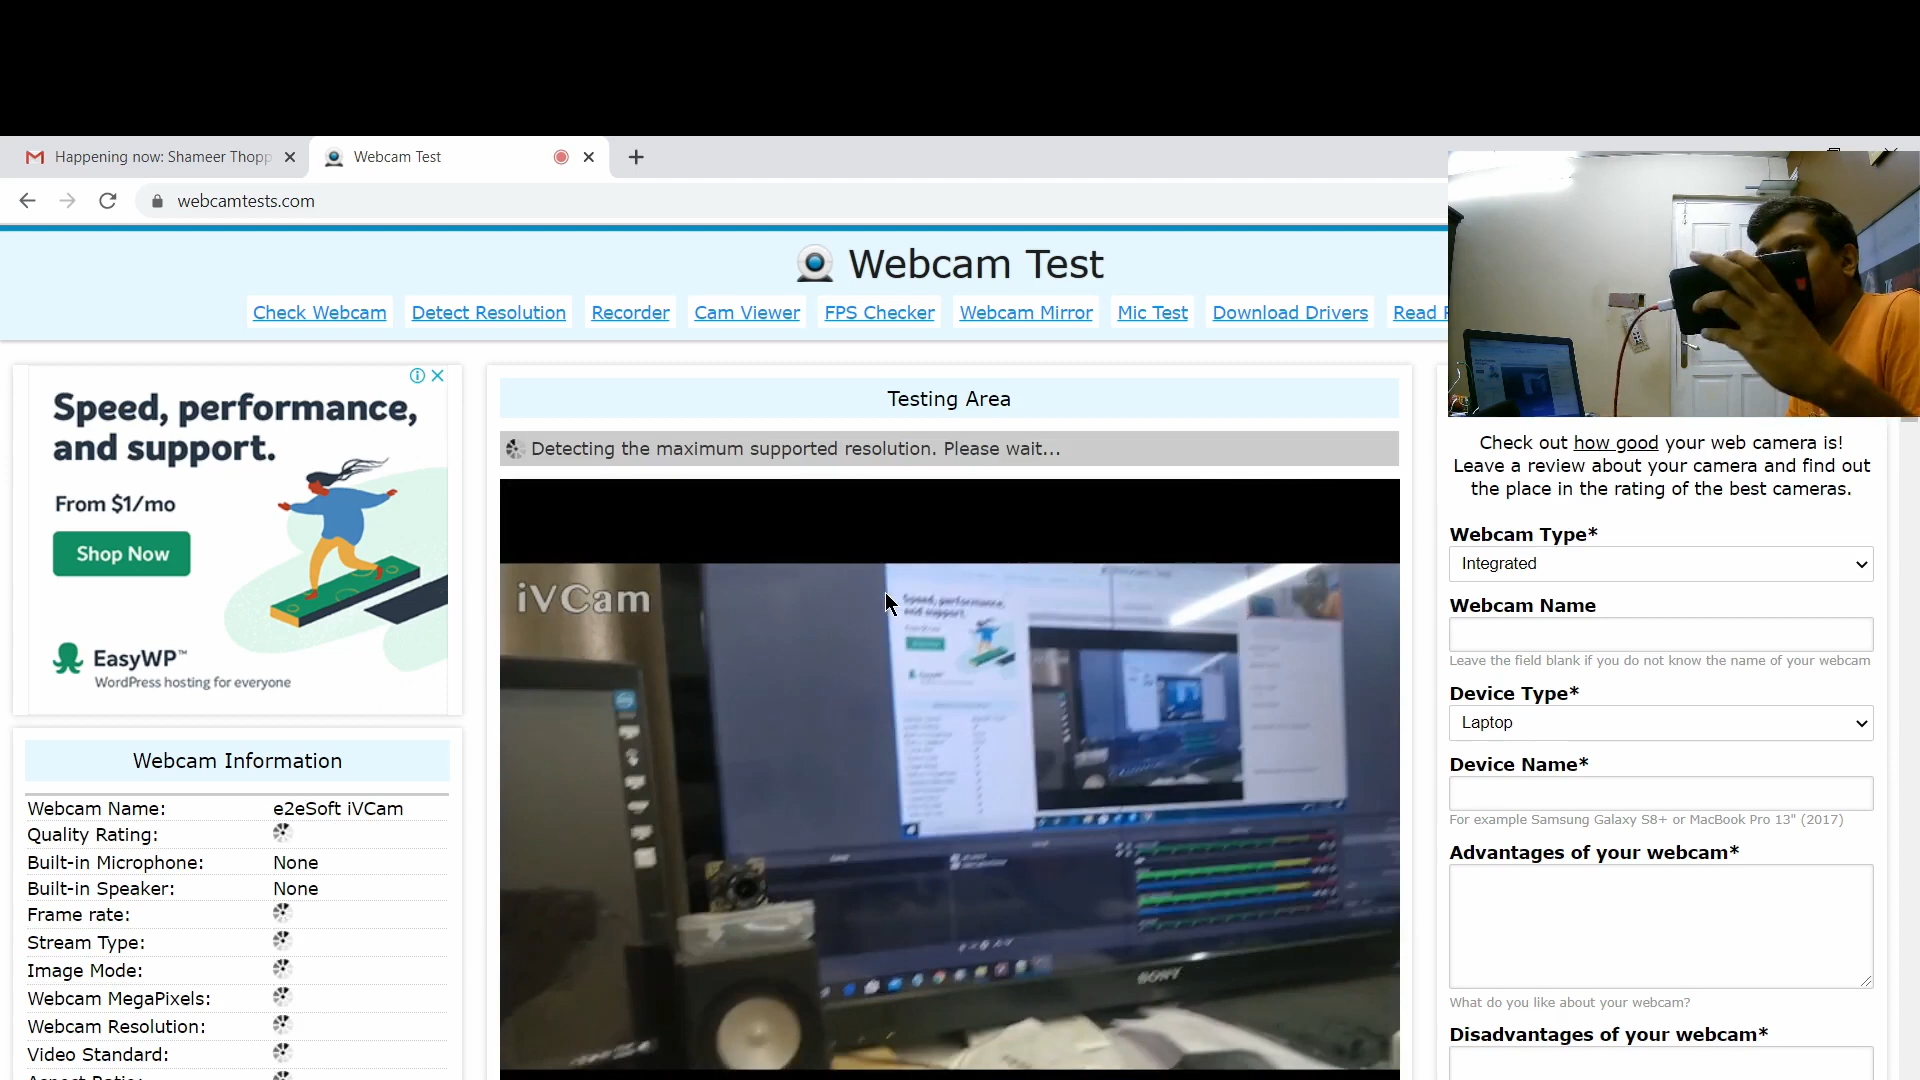 Happening now: Shameer Thopp
Webcam Test
webcamtests.com
Webcam Test
Check Webcam
Detect Resolution
Recorder
Cam Viewer
FPS Checker
Webcam Mirror
Mic Test
Download Drivers
Read
Speed, performance,
and support.
From $1/mo
Shop Now
EasyWP™
WordPress hosting for everyone
Webcam Information
Webcam Name: e2eSoft iVCam
Quality Rating:
Built-in Microphone: None
Built-in Speaker: None
Frame rate:
Stream Type:
Image Mode:
Webcam MegaPixels:
Webcam Resolution:
Video Standard:
Testing Area
Detecting the maximum supported resolution. Please wait...
iVCam
Speed, performance,
and support.
SONY
Check out how good your web camera is!
Leave a review about your camera and find out
the place in the rating of the best cameras.
Webcam Type*
Integrated
Webcam Name
Leave the field blank if you do not know the name of your webcam
Device Type*
Laptop
Device Name*
For example Samsung Galaxy S8+ or MacBook Pro 13" (2017)
Advantages of your webcam*
What do you like about your webcam?
Disadvantages of your webcam*